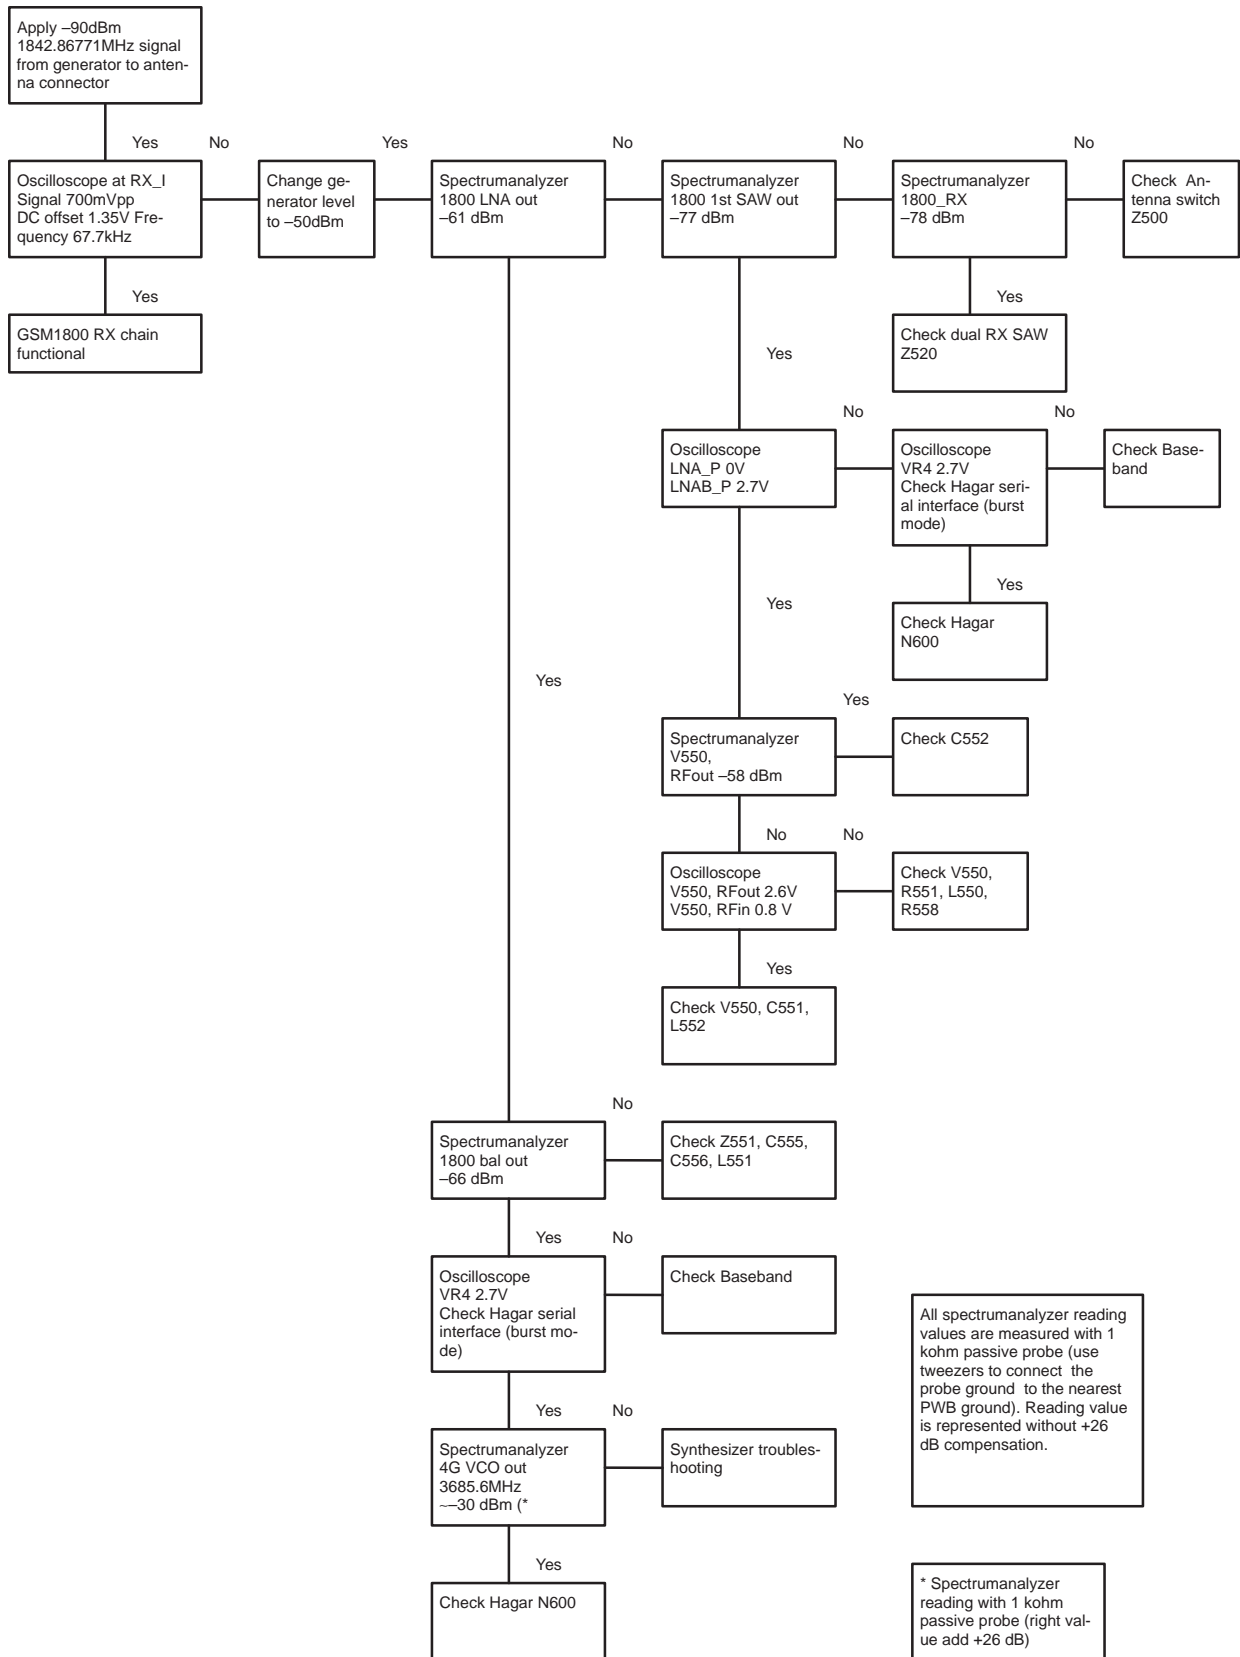 Apply –90dBm
1842.86771MHz signal
from generator to anten-
na connector
Yes
No
Yes
No
No
No
Oscilloscope at RX_I
Signal 700mVpp
DC offset 1.35V Fre-
quency 67.7kHz
Change ge-
nerator level
to –50dBm
Spectrumanalyzer
1800 LNA out
–61 dBm
Spectrumanalyzer
1800 1st SAW out
–77 dBm
Spectrumanalyzer
1800_RX
–78 dBm
Check An-
tenna switch
Z500
Yes
Yes
GSM1800 RX chain
functional
Check dual RX SAW
Z520
Yes
No
No
Oscilloscope
LNA_P 0V
LNAB_P 2.7V
Oscilloscope
VR4 2.7V
Check Hagar seri-
al interface (burst
mode)
Check Base-
band
Yes
Yes
Check Hagar
N600
Yes
Yes
Spectrumanalyzer
V550,
RFout –58 dBm
Check C552
No
No
Oscilloscope
V550, RFout 2.6V
V550, RFin 0.8 V
Check V550,
R551, L550,
R558
Yes
Check V550, C551,
L552
No
Spectrumanalyzer
1800 bal out
–66 dBm
Check Z551, C555,
C556, L551
Yes
No
Oscilloscope
VR4 2.7V
Check Hagar serial
interface (burst mo-
de)
Check Baseband
All spectrumanalyzer reading
values are measured with 1
kohm passive probe (use
tweezers to connect the
probe ground to the nearest
PWB ground). Reading value
is represented without +26
dB compensation.
Yes
No
Spectrumanalyzer
4G VCO out
3685.6MHz
~–30 dBm (*
Synthesizer troubles-
hooting
Yes
Check Hagar N600
* Spectrumanalyzer
reading with 1 kohm
passive probe (right val-
ue add +26 dB)